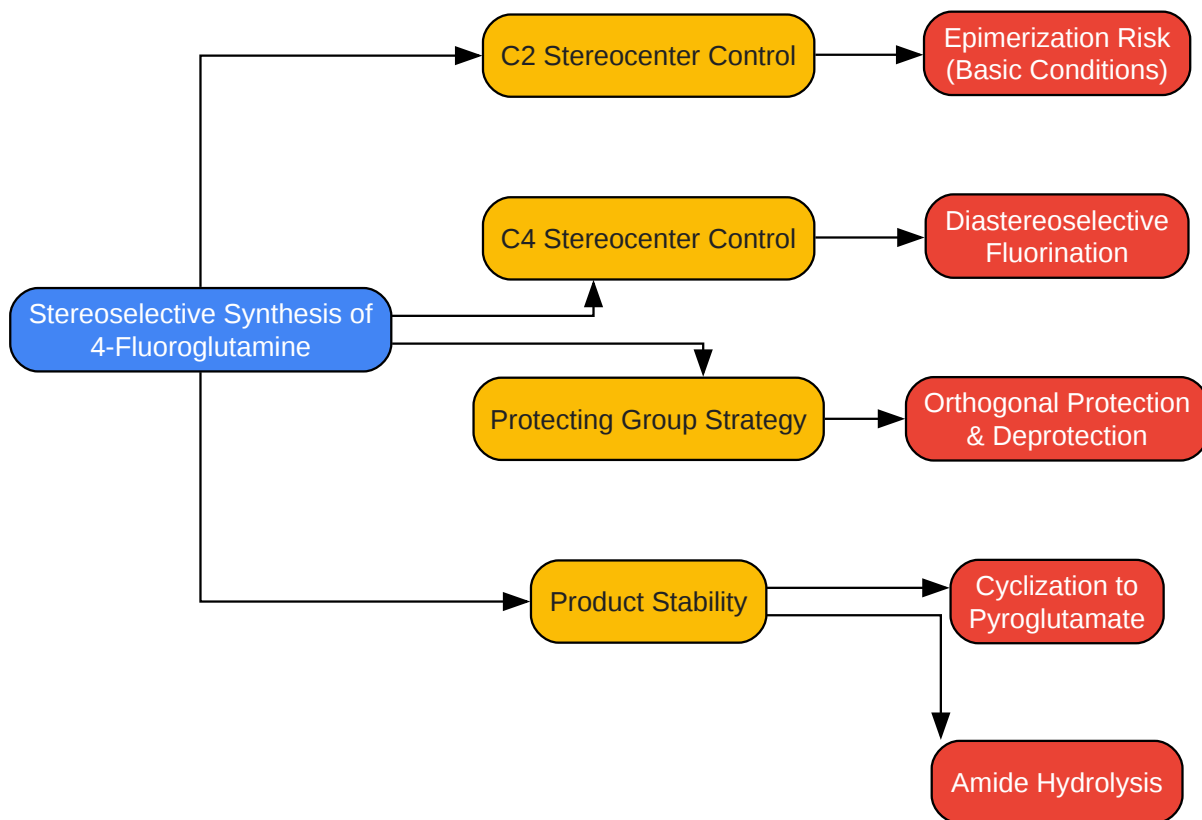 Stereoselective Synthesis of
4-Fluoroglutamine
C2 Stereocenter Control
Epimerization Risk
(Basic Conditions)
C4 Stereocenter Control
Diastereoselective
Fluorination
Protecting Group Strategy
Orthogonal Protection
& Deprotection
Product Stability
Cyclization to
Pyroglutamate
Amide Hydrolysis